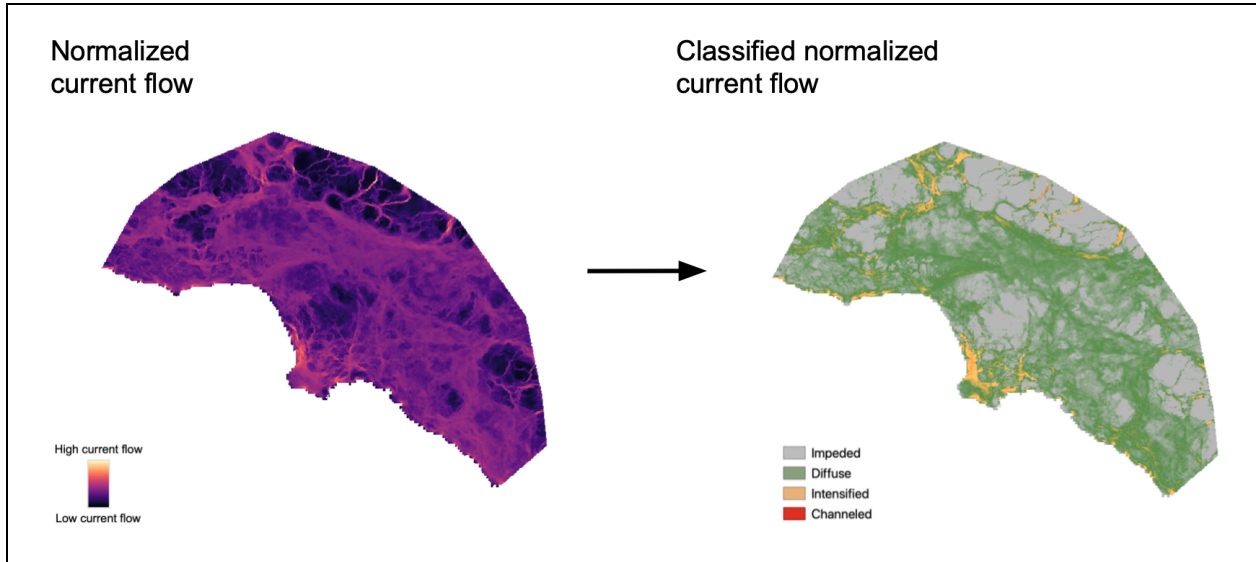 Normalized
current flow
Classified normalized
current flow
High current flow
Low current flow
Impeded
Diffuse
Intensified
Channeled